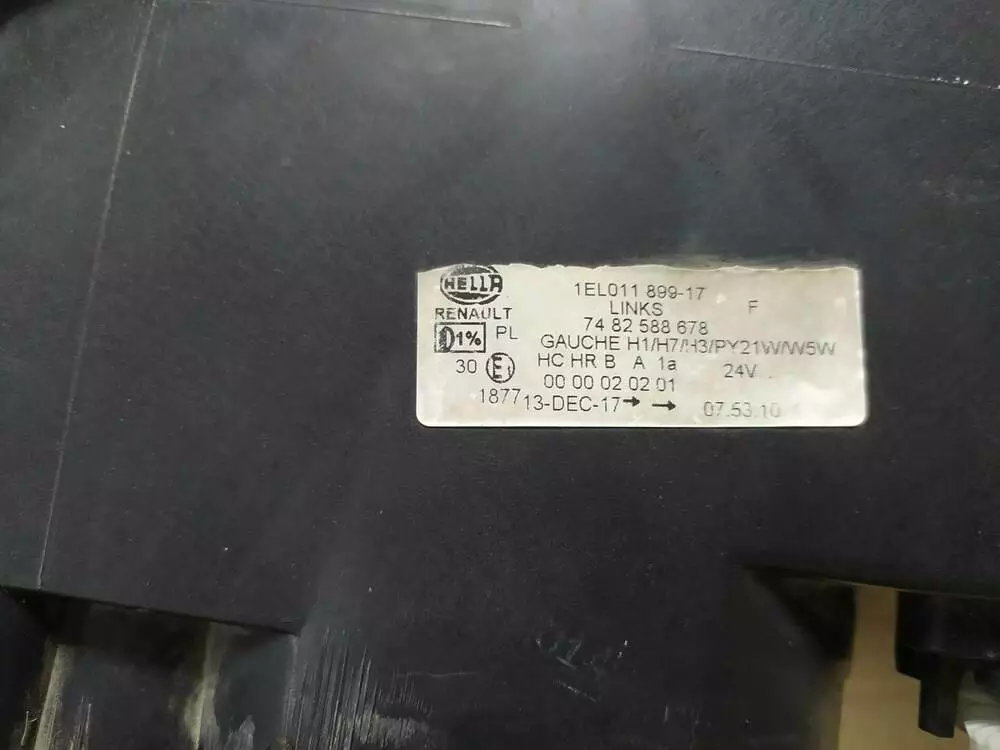 HELLA
1EL011 899-17
RENAULT
LINKS F
1% PL
74 82 588 678
GAUCHE H1/H7/H3/PY21W/W5W
30 E1
HC HR B A 1a 24V
00 00 02 02 01
1877 13-DEC-17→ → 07.53.10